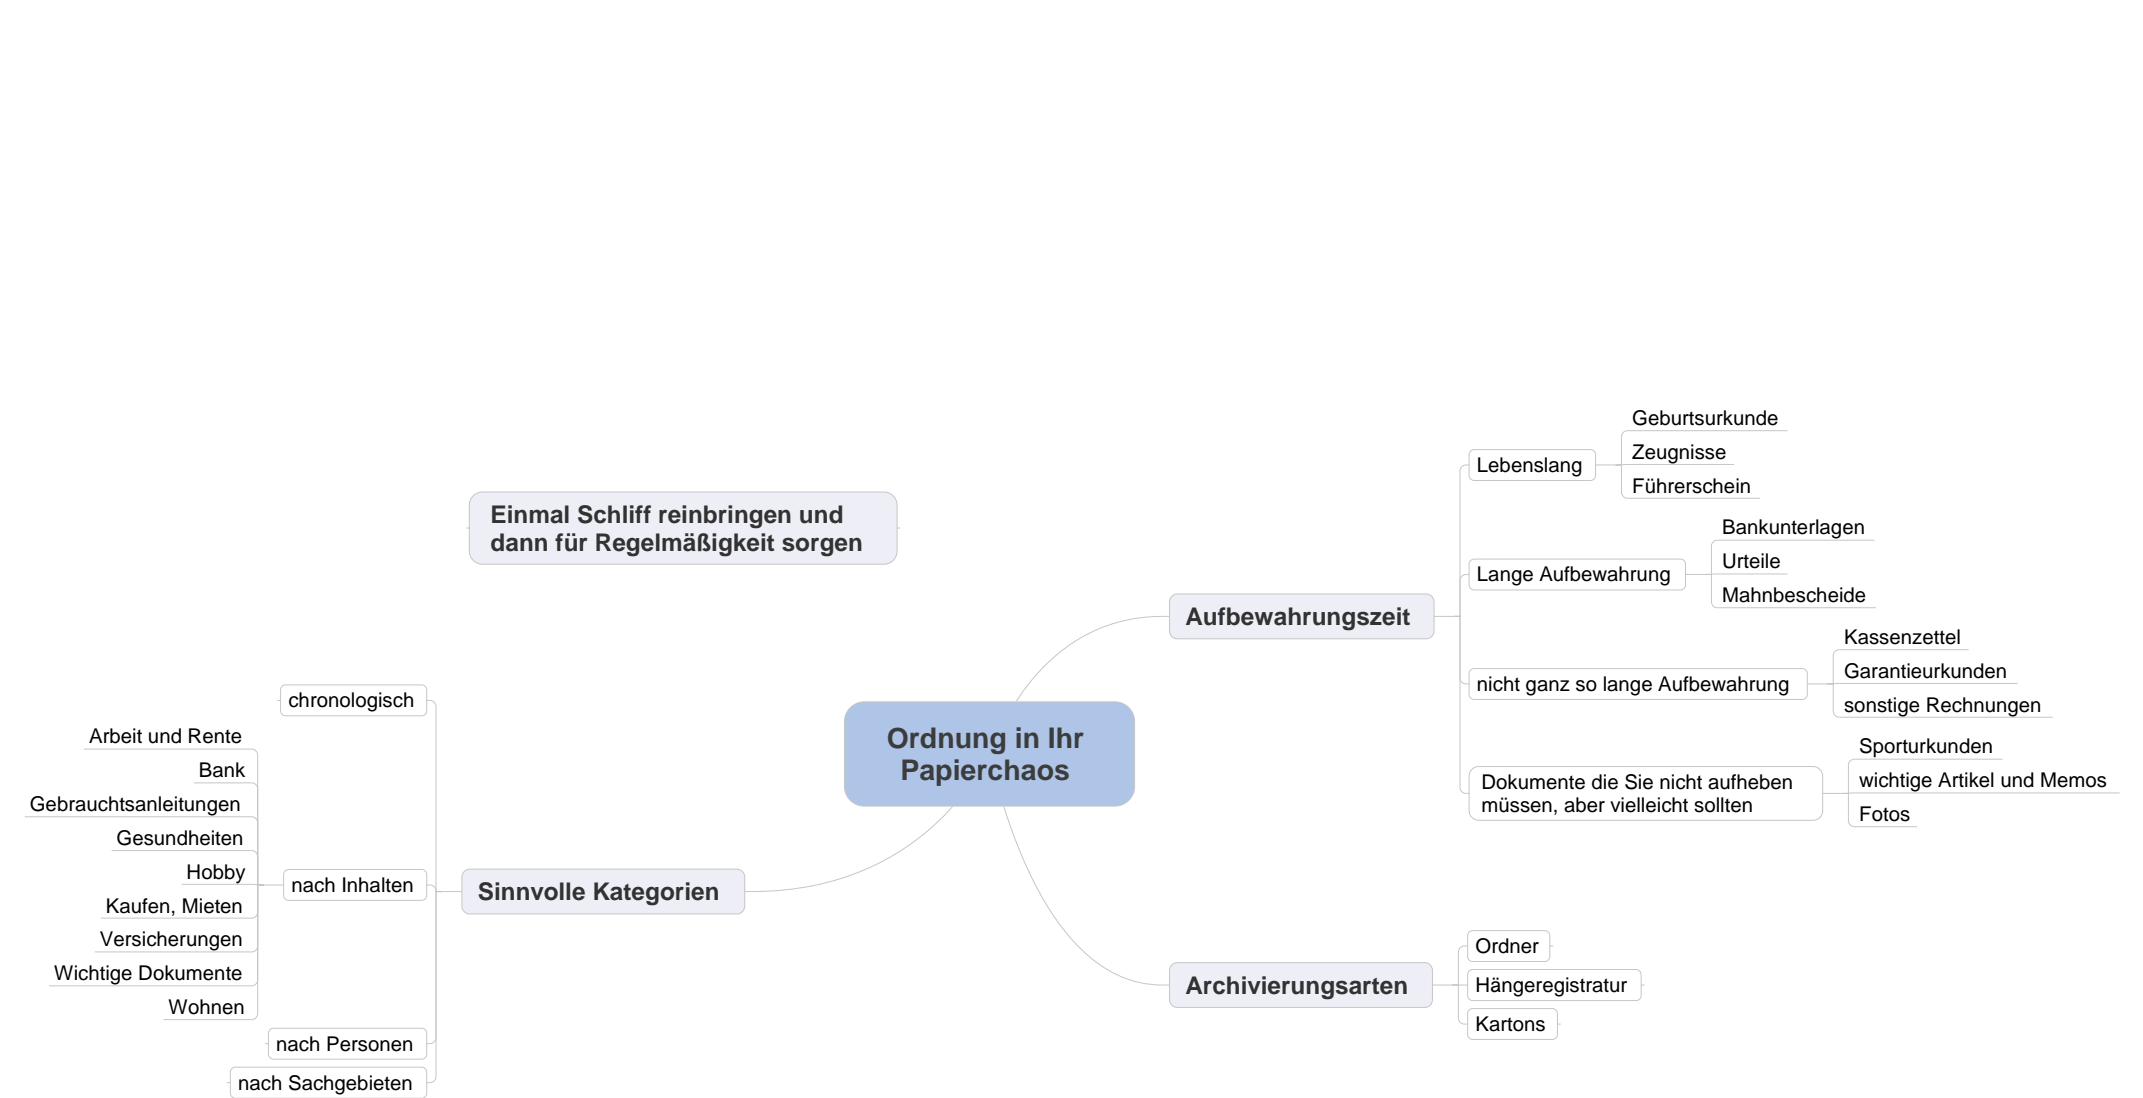 Einmal Schliff reinbringen und
dann für Regelmäßigkeit sorgen
Ordnung in Ihr
Papierchaos
Aufbewahrungszeit
Lebenslang
Geburtsurkunde
Zeugnisse
Führerschein
Lange Aufbewahrung
Bankunterlagen
Urteile
Mahnbescheide
nicht ganz so lange Aufbewahrung
Kassenzettel
Garantieurkunden
sonstige Rechnungen
Dokumente die Sie nicht aufheben
müssen, aber vielleicht sollten
Sporturkunden
wichtige Artikel und Memos
Fotos
Archivierungsarten
Ordner
Hängeregistratur
Kartons
Sinnvolle Kategorien
chronologisch
nach Inhalten
Arbeit und Rente
Bank
Gebrauchtsanleitungen
Gesundheiten
Hobby
Kaufen, Mieten
Versicherungen
Wichtige Dokumente
Wohnen
nach Personen
nach Sachgebieten